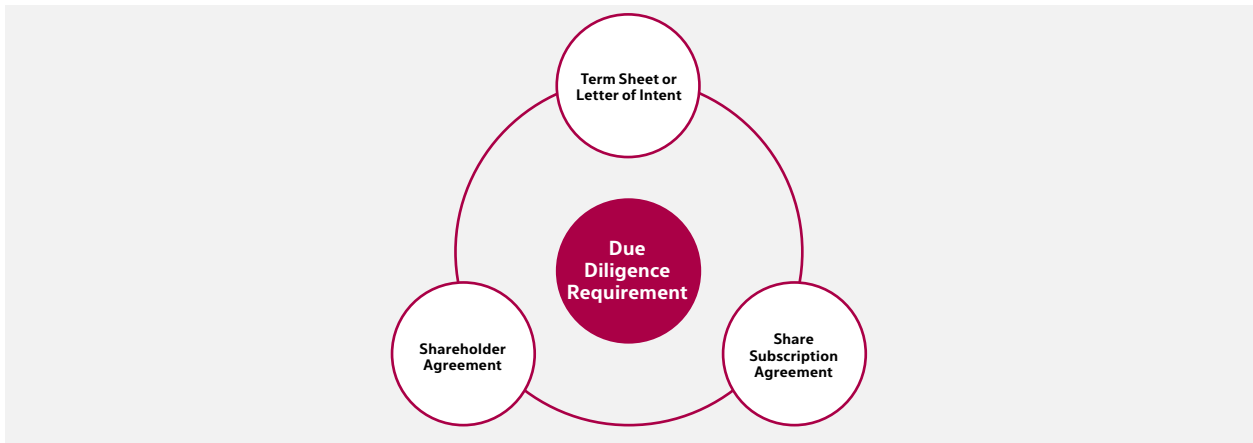 Term Sheet or
Letter of Intent
Due
Diligence
Requirement
Shareholder
Agreement
Share
Subscription
Agreement